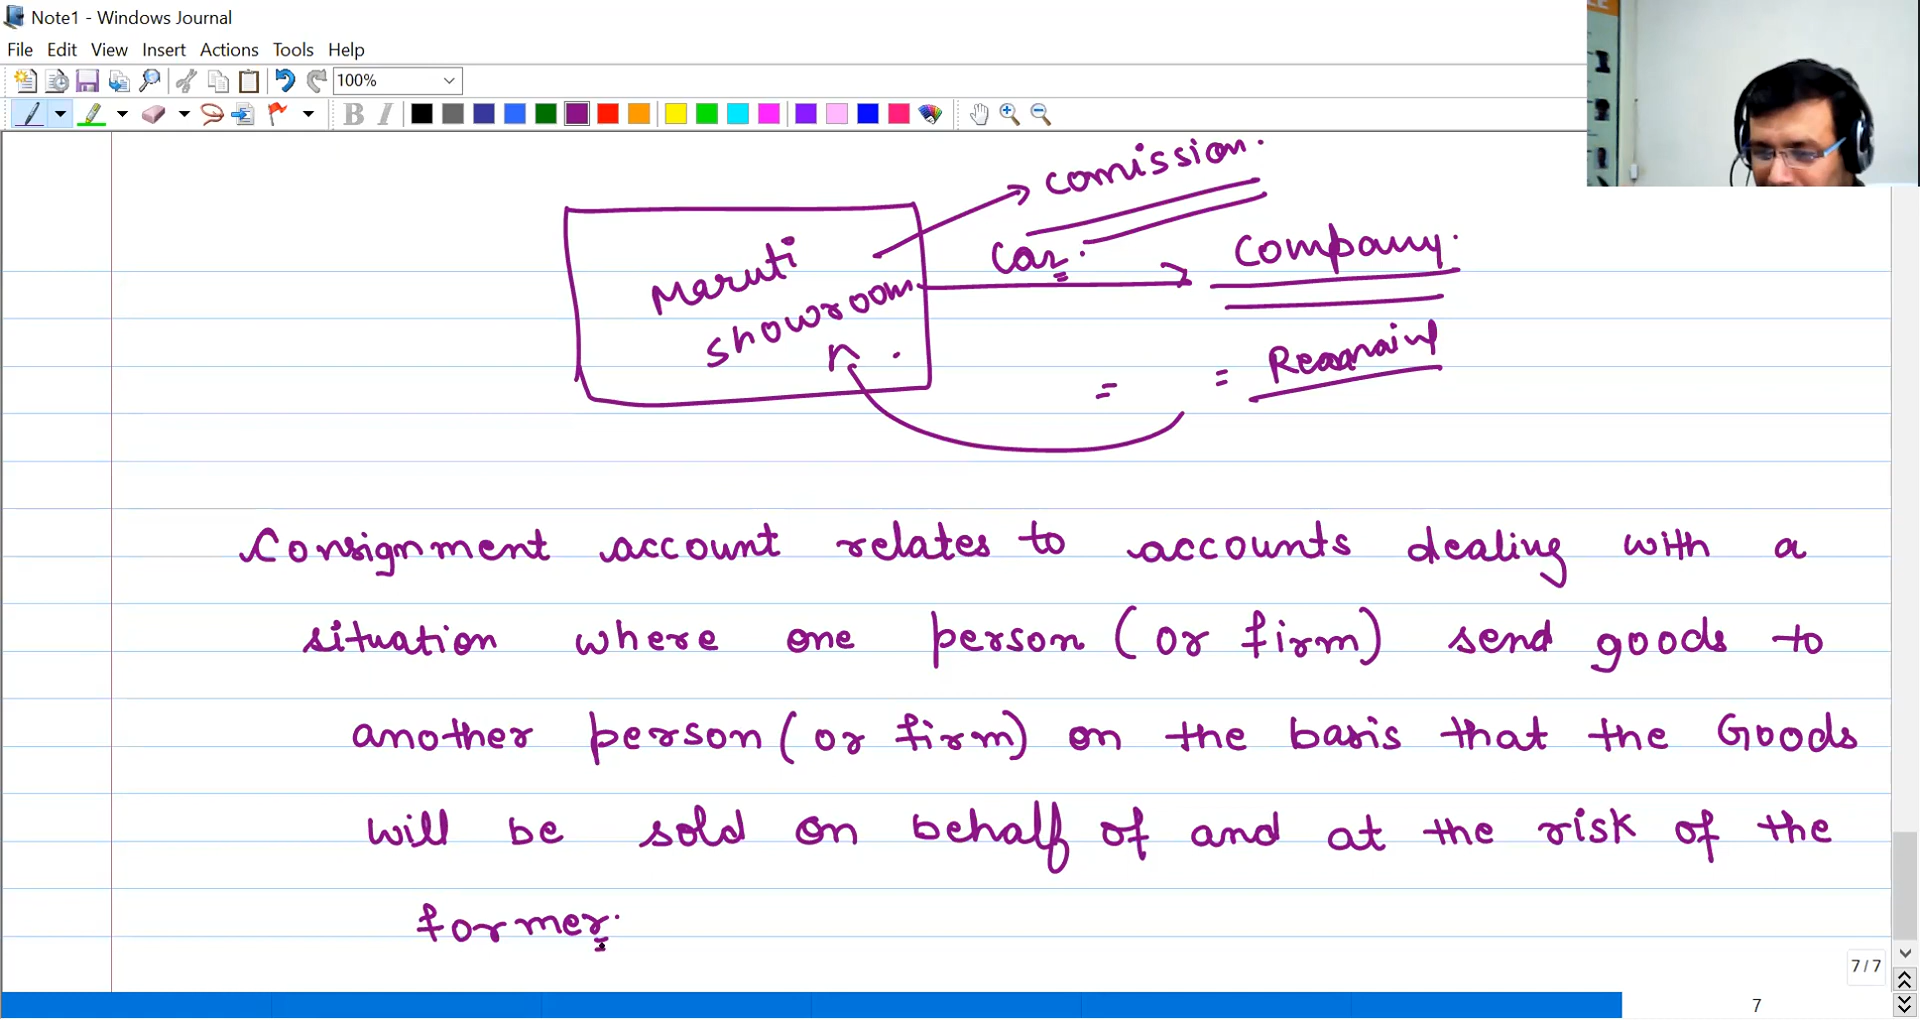 Note1 - Windows Journal
File Edit View Insert Actions Tools Help
100%
B I
Comission.
Car.
Company.
Maruti
Showroom
=
=
Consignment account relates to accounts dealing with a
situation where one person (or firm) send goods to
another person (or firm) on the basis that the Goods
will be sold on behalf of and at the risk of the
former.
7/7
7